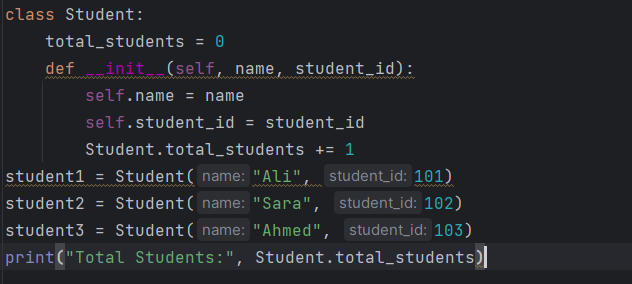 class Student:
    total_students = 0
    def __init__(self, name, student_id):
        self.name = name
        self.student_id = student_id
        Student.total_students += 1
student1 = Student( name: "Ali",  student_id: 101)
student2 = Student( name: "Sara",  student_id: 102)
student3 = Student( name: "Ahmed",  student_id: 103)
print("Total Students:", Student.total_students)